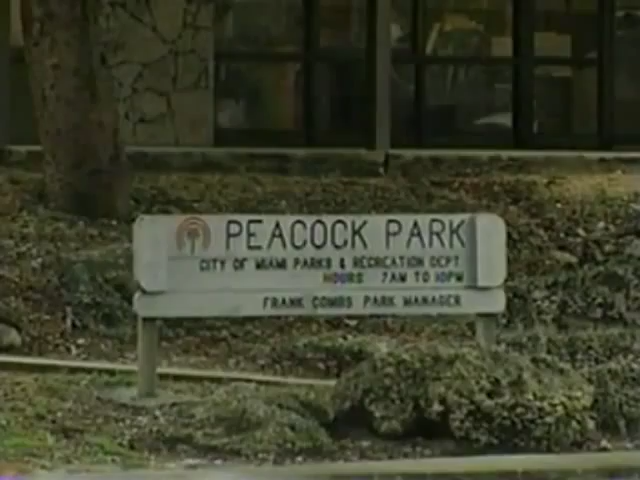 PEACOCK PARK
CITY OF MIAMI PARKS & RECREATION DEPT.
HOURS 7AM TO 10PM
FRANK COMBS PARK MANAGER